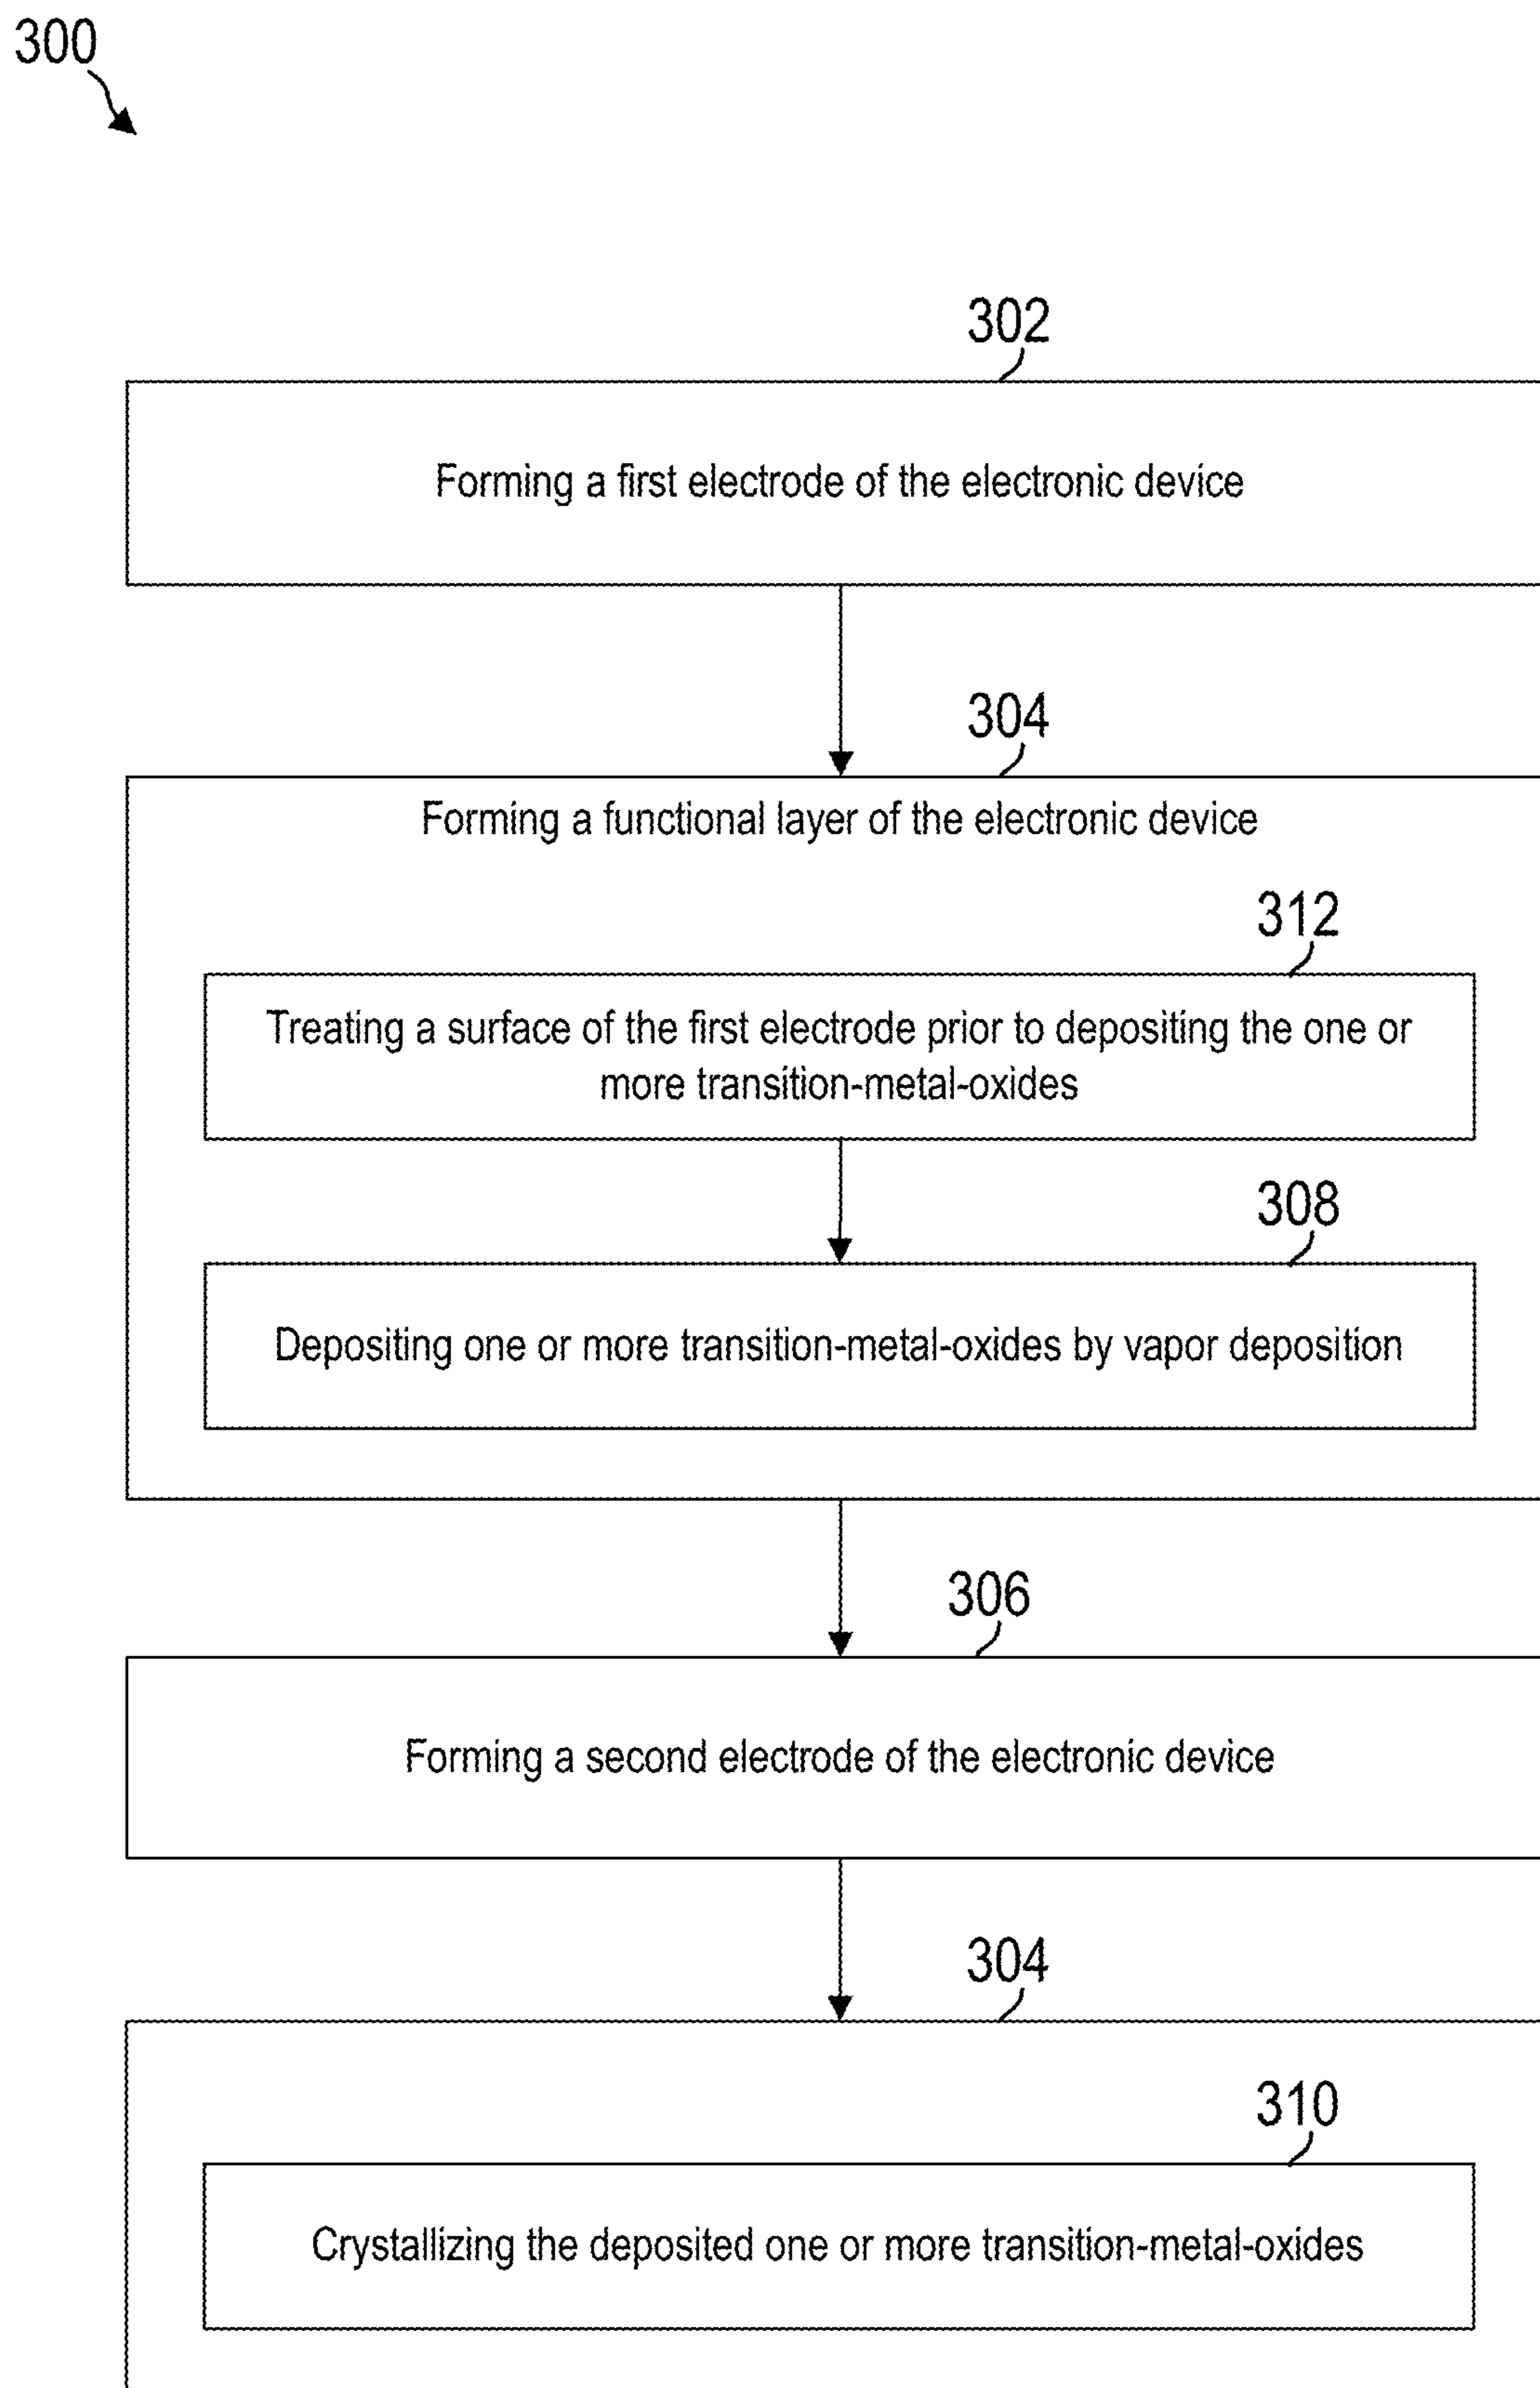 300
302
Forming a first electrode of the electronic device
304
Forming a functional layer of the electronic device
312
Treating a surface of the first electrode prior to depositing the one or
more transition-metal-oxides
308
Depositing one or more transition-metal-oxides by vapor deposition
306
Forming a second electrode of the electronic device
304
310
Crystallizing the deposited one or more transition-metal-oxides